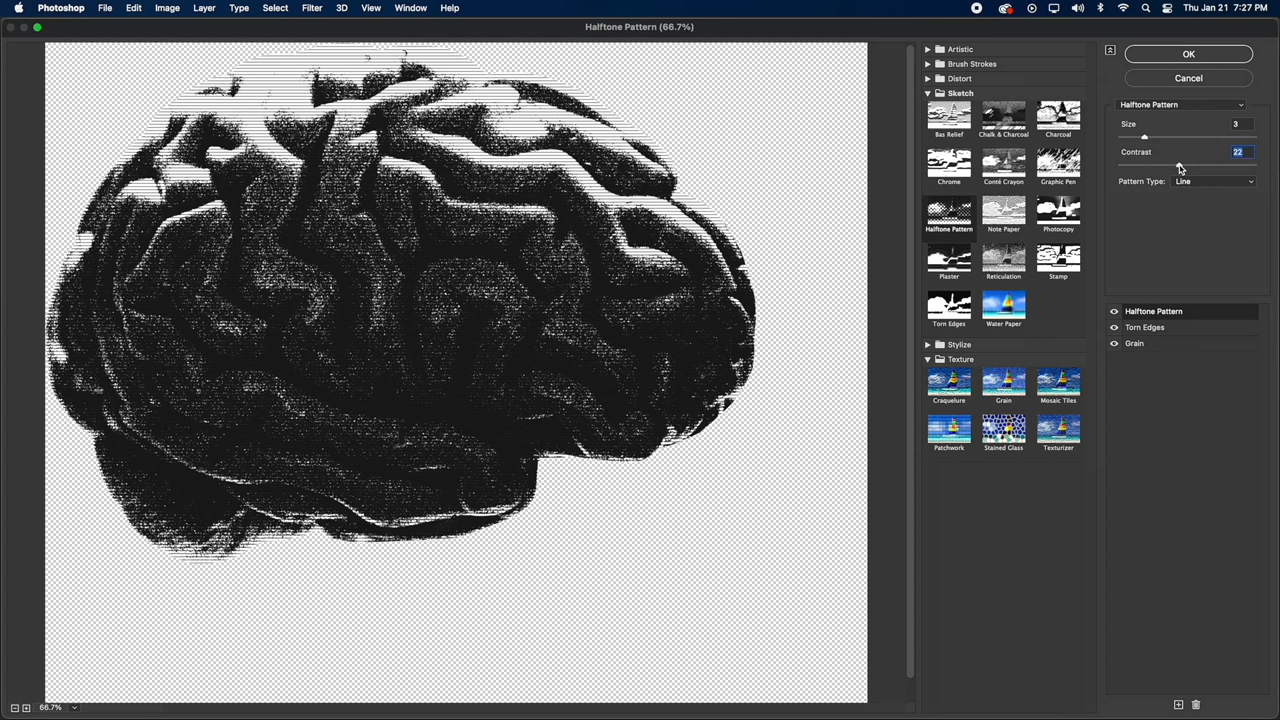 Photoshop File Edit Image Layer Type Select Filter 3D View Window Help Thu Jan 21 7:27 PM
Halftone Pattern (66.7%)
Artistic
Brush Strokes
Distort
Sketch
Bas Relief Chalk & Charcoal Charcoal
Chrome Conté Crayon Graphic Pen
Halftone Pattern Note Paper Photocopy
Plaster Reticulation Stamp
Torn Edges Water Paper
Stylize
Texture
Craquelure Grain Mosaic Tiles
Patchwork Stained Glass Texturizer
OK
Cancel
Halftone Pattern
Size 3
Contrast 22
Pattern Type: Line
Halftone Pattern
Torn Edges
Grain
66.7%